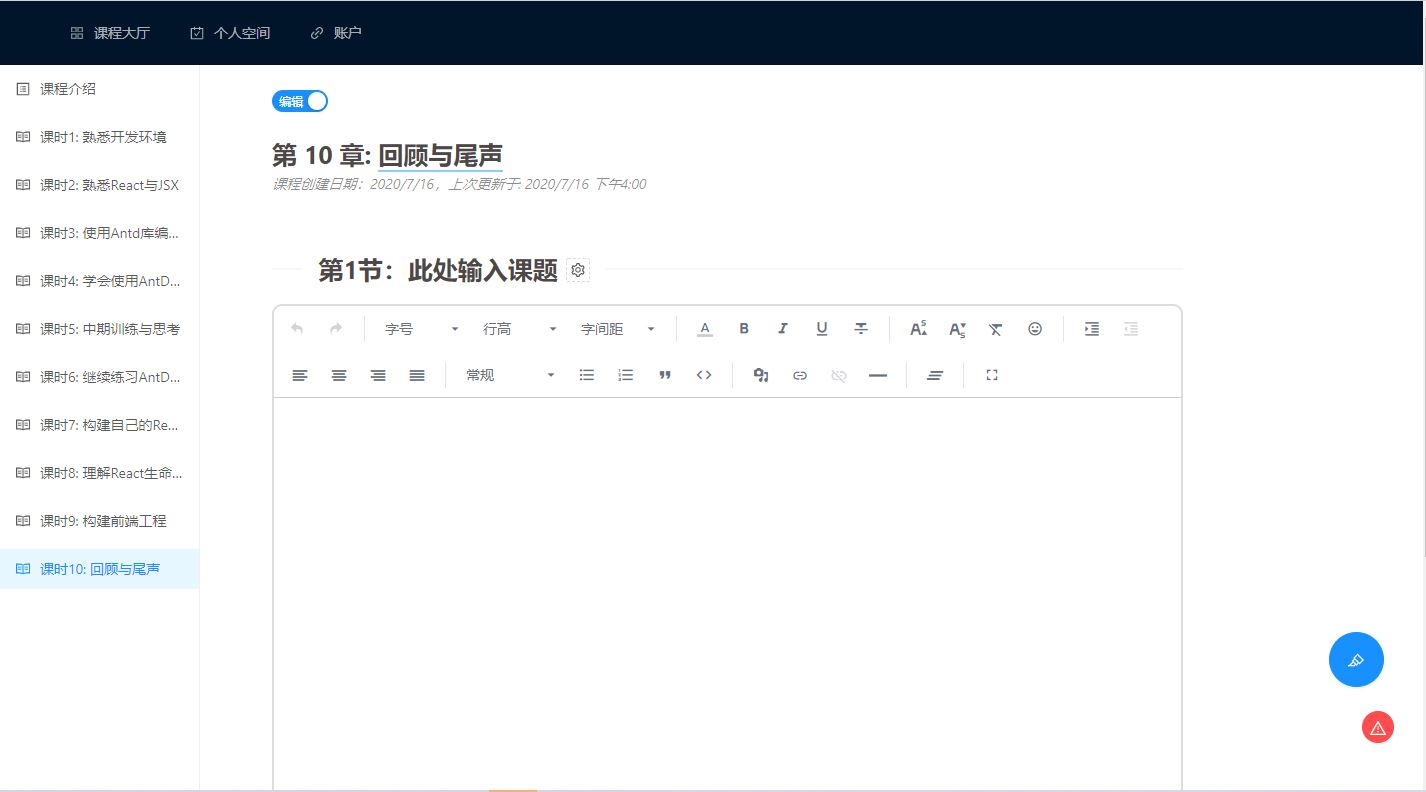 课程大厅 个人空间 账户
课程介绍
课时1: 熟悉开发环境
课时2: 熟悉React与JSX
课时3: 使用Antd库编...
课时4: 学会使用AntD...
课时5: 中期训练与思考
课时6: 继续练习AntD...
课时7: 构建自己的Re...
课时8: 理解React生命...
课时9: 构建前端工程
课时10: 回顾与尾声
编辑
第 10 章: 回顾与尾声
课程创建日期：2020/7/16，上次更新于: 2020/7/16 下午4:00
第1节：此处输入课题
字号 行高 字间距
常规